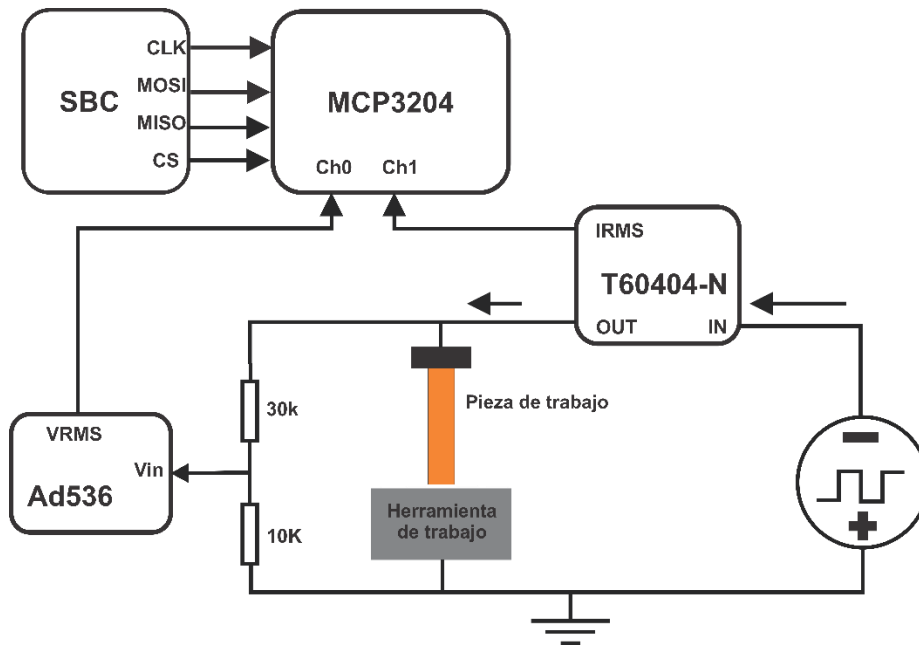 SBC
CLK
MOSI
MISO
CS
MCP3204
Ch0
Ch1
IRMS
T60404-N
OUT
IN
30k
Pieza de trabajo
VRMS
Vin
Ad536
10K
Herramienta
de trabajo